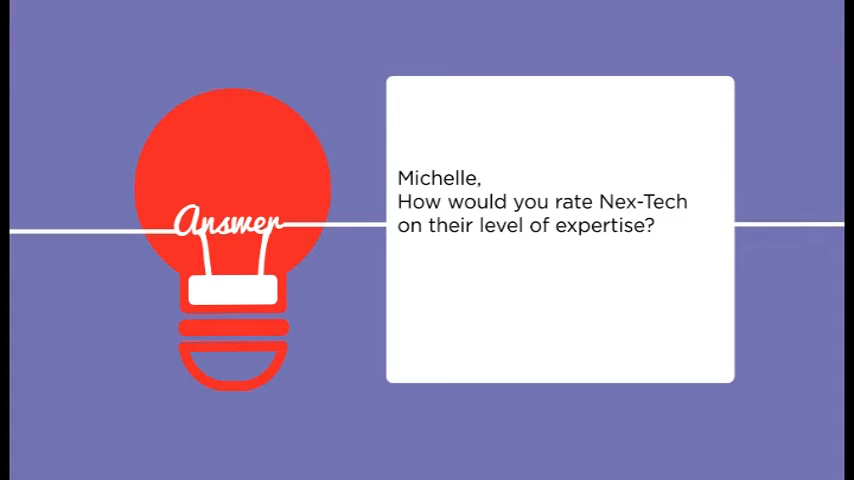 Answer
Michelle,
How would you rate Nex-Tech
on their level of expertise?